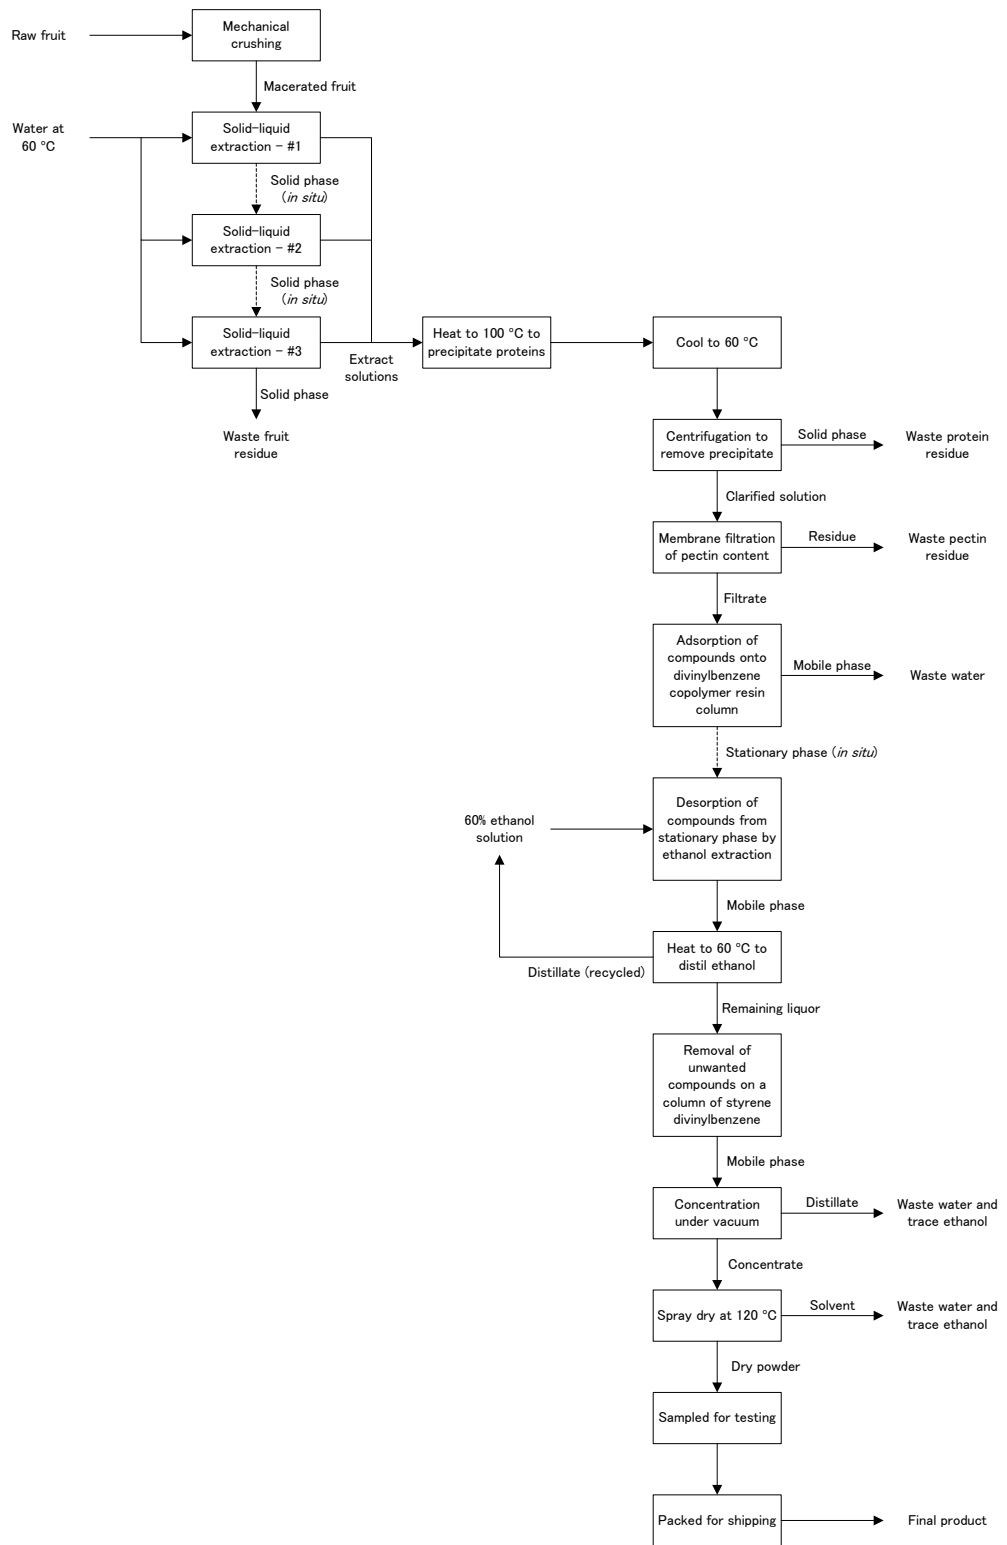 Raw fruit
Mechanical
crushing
Macerated fruit
Water at
60 °C
Solid-liquid
extraction - #1
Solid phase
(in situ)
Solid-liquid
extraction - #2
Solid phase
(in situ)
Solid-liquid
extraction - #3
Extract
solutions
Solid phase
Waste fruit
residue
Heat to 100 °C to
precipitate proteins
Cool to 60 °C
Centrifugation to
remove precipitate
Solid phase
Waste protein
residue
Clarified solution
Membrane filtration
of pectin content
Residue
Waste pectin
residue
Filtrate
Adsorption of
compounds onto
divinylbenzene
copolymer resin
column
Mobile phase
Waste water
Stationary phase (in situ)
60% ethanol
solution
Desorption of
compounds from
stationary phase by
ethanol extraction
Mobile phase
Heat to 60 °C to
distil ethanol
Distillate (recycled)
Remaining liquor
Removal of
unwanted
compounds on a
column of styrene
divinylbenzene
Mobile phase
Concentration
under vacuum
Distillate
Waste water and
trace ethanol
Concentrate
Spray dry at 120 °C
Solvent
Waste water and
trace ethanol
Dry powder
Sampled for testing
Packed for shipping
Final product